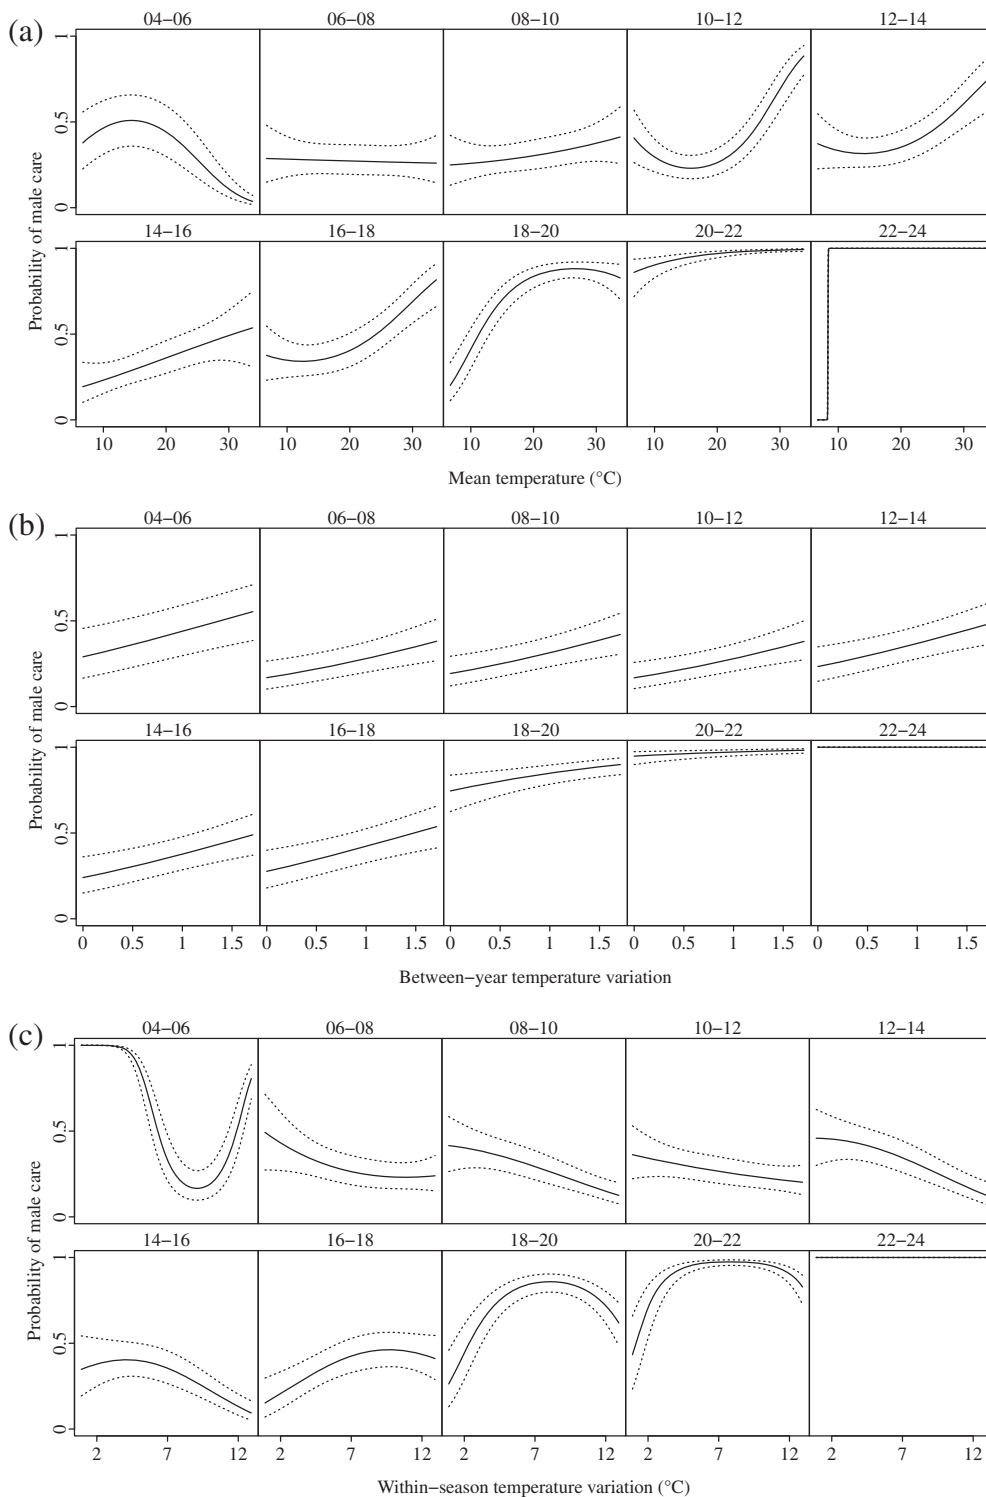 (a)
04−06 06−08 08−10 10−12 12−14
1
0.5
0
14−16 16−18 18−20 20−22 22−24
1
0.5
0
Probability of male care
10 20 30 10 20 30 10 20 30 10 20 30 10 20 30
Mean temperature (°C)
(b)
04−06 06−08 08−10 10−12 12−14
1
0.5
0
14−16 16−18 18−20 20−22 22−24
1
0.5
0
Probability of male care
0 0.5 1 1.5 0 0.5 1 1.5 0 0.5 1 1.5 0 0.5 1 1.5 0 0.5 1 1.5
Between−year temperature variation
(c)
04−06 06−08 08−10 10−12 12−14
1
0.5
0
14−16 16−18 18−20 20−22 22−24
1
0.5
0
Probability of male care
2 7 12 2 7 12 2 7 12 2 7 12 2 7 12
Within−season temperature variation (°C)